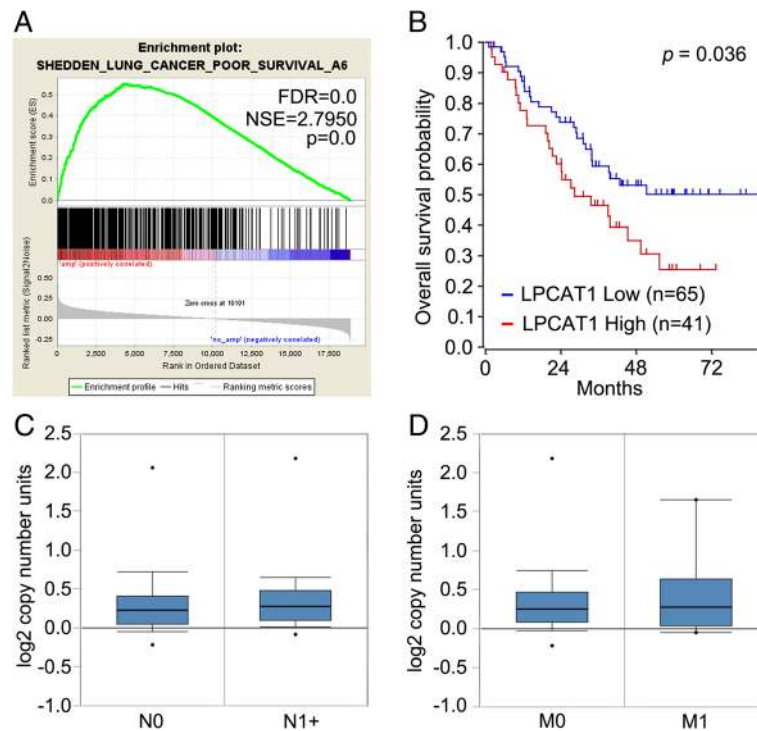 A
Enrichment plot:
SHEDDEN_LUNG_CANCER_POOR_SURVIVAL_A6
FDR=0.0
NSE=2.7950
p=0.0
Enrichment score (ES)
0.5
0.4
0.3
0.2
0.1
0.0
'amp' (positively correlated)
Ranked list metric (Signal2Noise)
0.50
0.25
0.00
-0.25
Zero cross at 10191
'no_amp' (negatively correlated)
0 2,500 5,000 7,500 10,000 12,500 15,000 17,500
Rank in Ordered Dataset
Enrichment profile Hits Ranking metric scores
B
p = 0.036
Overall survival probability
1.0
0.9
0.8
0.7
0.6
0.5
0.4
0.3
0.2
0.1
0.0
LPCAT1 Low (n=65)
LPCAT1 High (n=41)
0 24 48 72
Months
C
log2 copy number units
2.5
2.0
1.5
1.0
0.5
0.0
-0.5
-1.0
N0 N1+
D
log2 copy number units
2.5
2.0
1.5
1.0
0.5
0.0
-0.5
-1.0
M0 M1